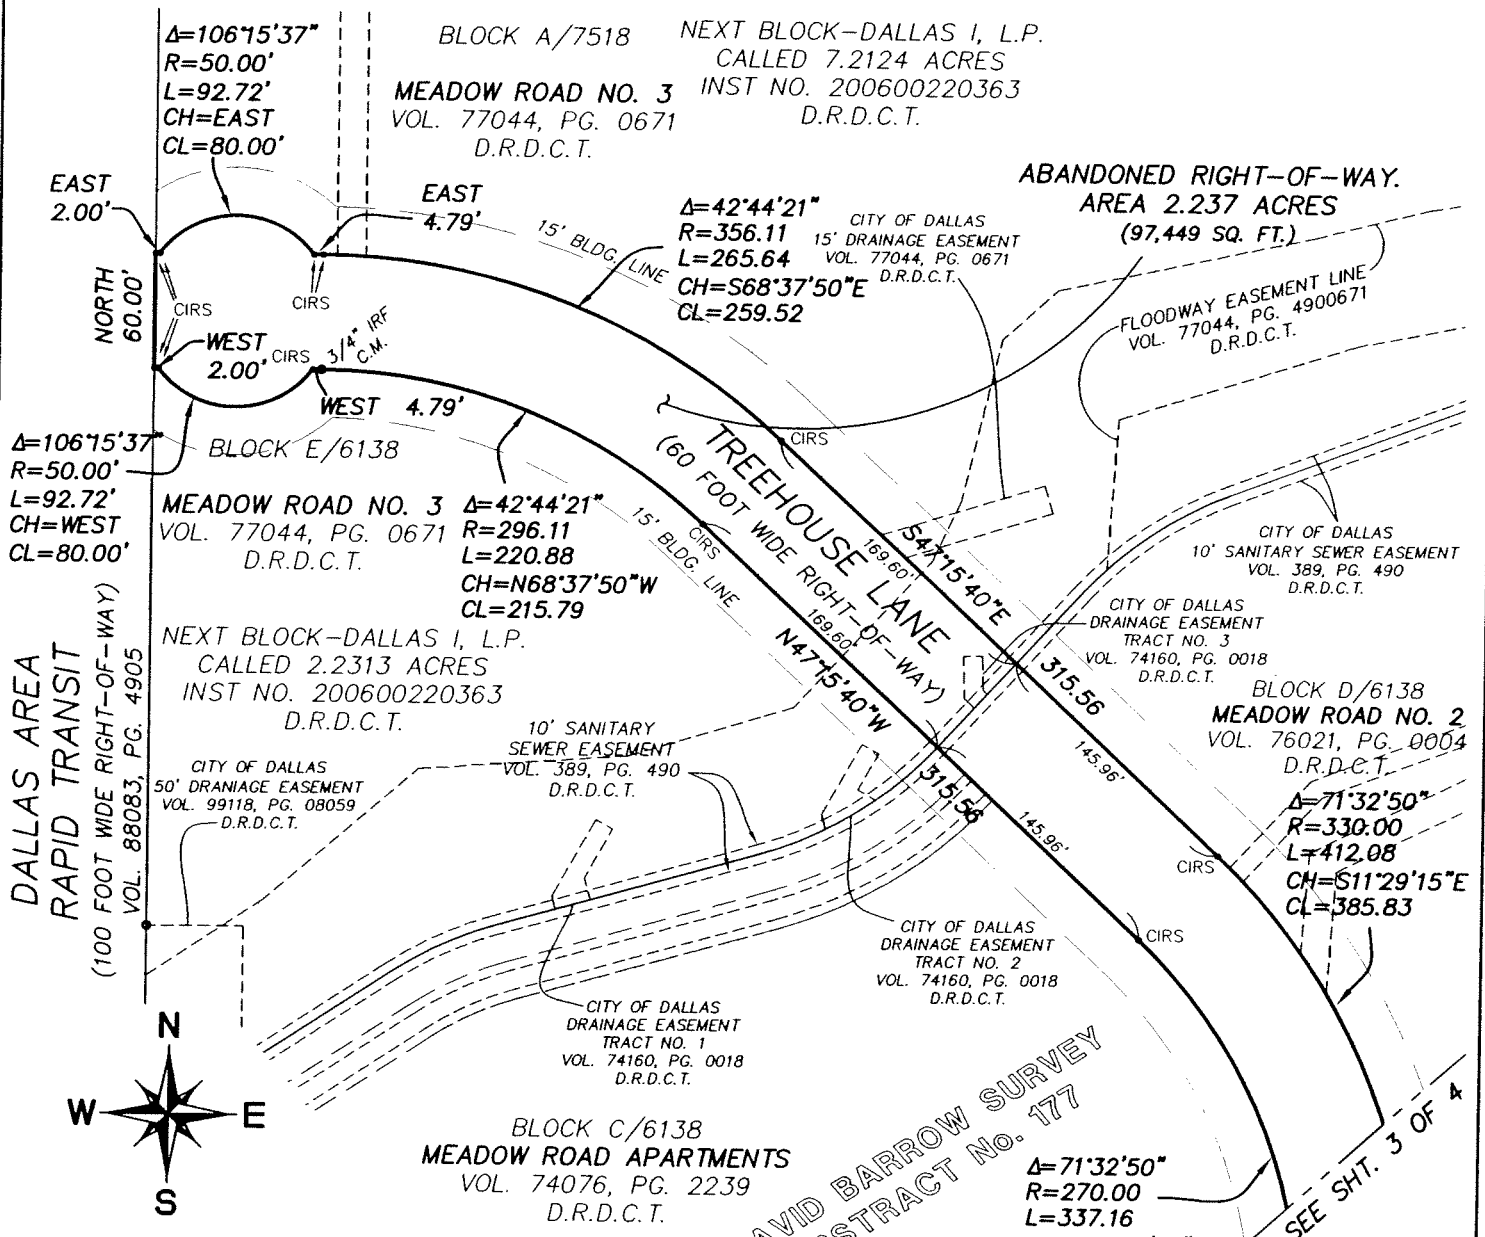 Δ=106°15'37"
R=50.00'
L=92.72'
CH=EAST
CL=80.00'
BLOCK A/7518
MEADOW ROAD NO. 3
VOL. 77044, PG. 0671
D.R.D.C.T.
NEXT BLOCK-DALLAS I, L.P.
CALLED 7.2124 ACRES
INST NO. 200600220363
D.R.D.C.T.
ABANDONED RIGHT-OF-WAY.
AREA 2.237 ACRES
(97,449 SQ. FT.)
EAST
2.00'
EAST
4.79'
15' BLDG. LINE
Δ=42°44'21"
R=356.11
L=265.64
CH=S68°37'50"E
CL=259.52
CITY OF DALLAS
15' DRAINAGE EASEMENT
VOL. 77044, PG. 0671
D.R.D.C.T.
FLOODWAY EASEMENT LINE
VOL. 77044, PG. 4900671
D.R.D.C.T.
NORTH
60.00'
CIRS
CIRS
WEST
2.00'
CIRS
3/4" IRF
C.M.
WEST 4.79'
Δ=106°15'37"
R=50.00'
L=92.72'
CH=WEST
CL=80.00'
BLOCK E/6138
MEADOW ROAD NO. 3
VOL. 77044, PG. 0671
D.R.D.C.T.
Δ=42°44'21"
R=296.11
L=220.88
CH=N68°37'50"W
CL=215.79
15' BLDG. LINE
CIRS
CIRS
TREEHOUSE LANE
(60 FOOT WIDE RIGHT-OF-WAY)
S47°15'40"E
169.60'
315.56
145.96'
N47°15'40"W
169.60'
315.56
145.96'
CITY OF DALLAS
10' SANITARY SEWER EASEMENT
VOL. 389, PG. 490
D.R.D.C.T.
CITY OF DALLAS
DRAINAGE EASEMENT
TRACT NO. 3
VOL. 74160, PG. 0018
D.R.D.C.T.
BLOCK D/6138
MEADOW ROAD NO. 2
VOL. 76021, PG. 0004
D.R.D.C.T.
Δ=71°32'50"
R=330.00
L=412.08
CH=S11°29'15"E
CL=385.83
CIRS
CIRS
NEXT BLOCK-DALLAS I, L.P.
CALLED 2.2313 ACRES
INST NO. 200600220363
D.R.D.C.T.
DALLAS AREA
RAPID TRANSIT
(100 FOOT WIDE RIGHT-OF-WAY)
VOL. 88083, PG. 4905
CITY OF DALLAS
50' DRANIAGE EASEMENT
VOL. 99118, PG. 08059
D.R.D.C.T.
10' SANITARY
SEWER EASEMENT
VOL. 389, PG. 490
D.R.D.C.T.
CITY OF DALLAS
DRAINAGE EASEMENT
TRACT NO. 2
VOL. 74160, PG. 0018
D.R.D.C.T.
CITY OF DALLAS
DRAINAGE EASEMENT
TRACT NO. 1
VOL. 74160, PG. 0018
D.R.D.C.T.
N
W
E
S
BLOCK C/6138
MEADOW ROAD APARTMENTS
VOL. 74076, PG. 2239
D.R.D.C.T.
AVID BARROW SURVEY
BSTRACT No. 177
Δ=71°32'50"
R=270.00
L=337.16
SEE SHT. 3 OF 4